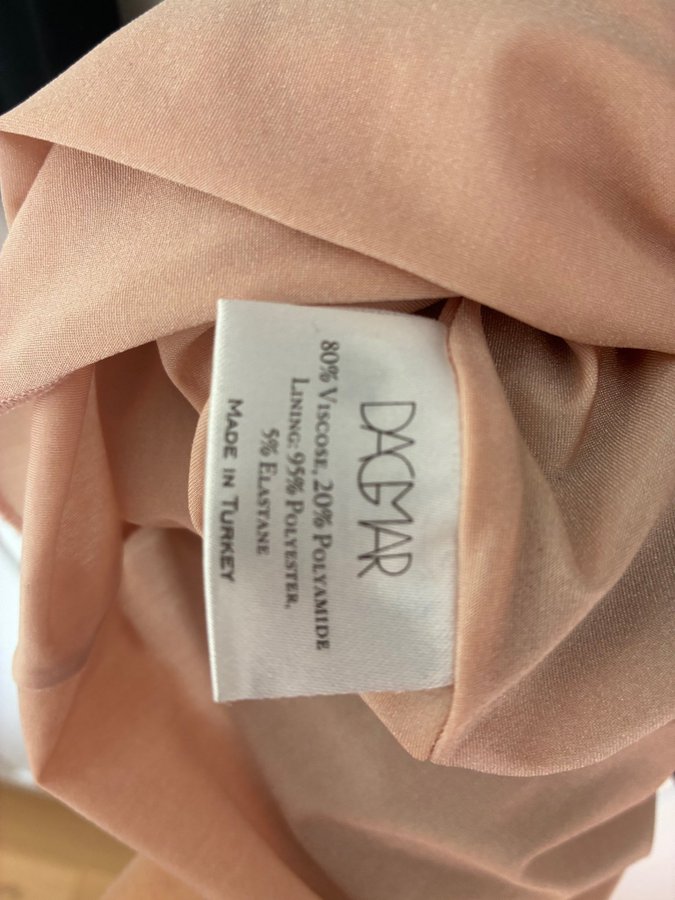 DAGMAR
80% VISCOSE, 20% POLYAMIDE
LINING: 95% POLYESTER,
5% ELASTANE
MADE IN TURKEY